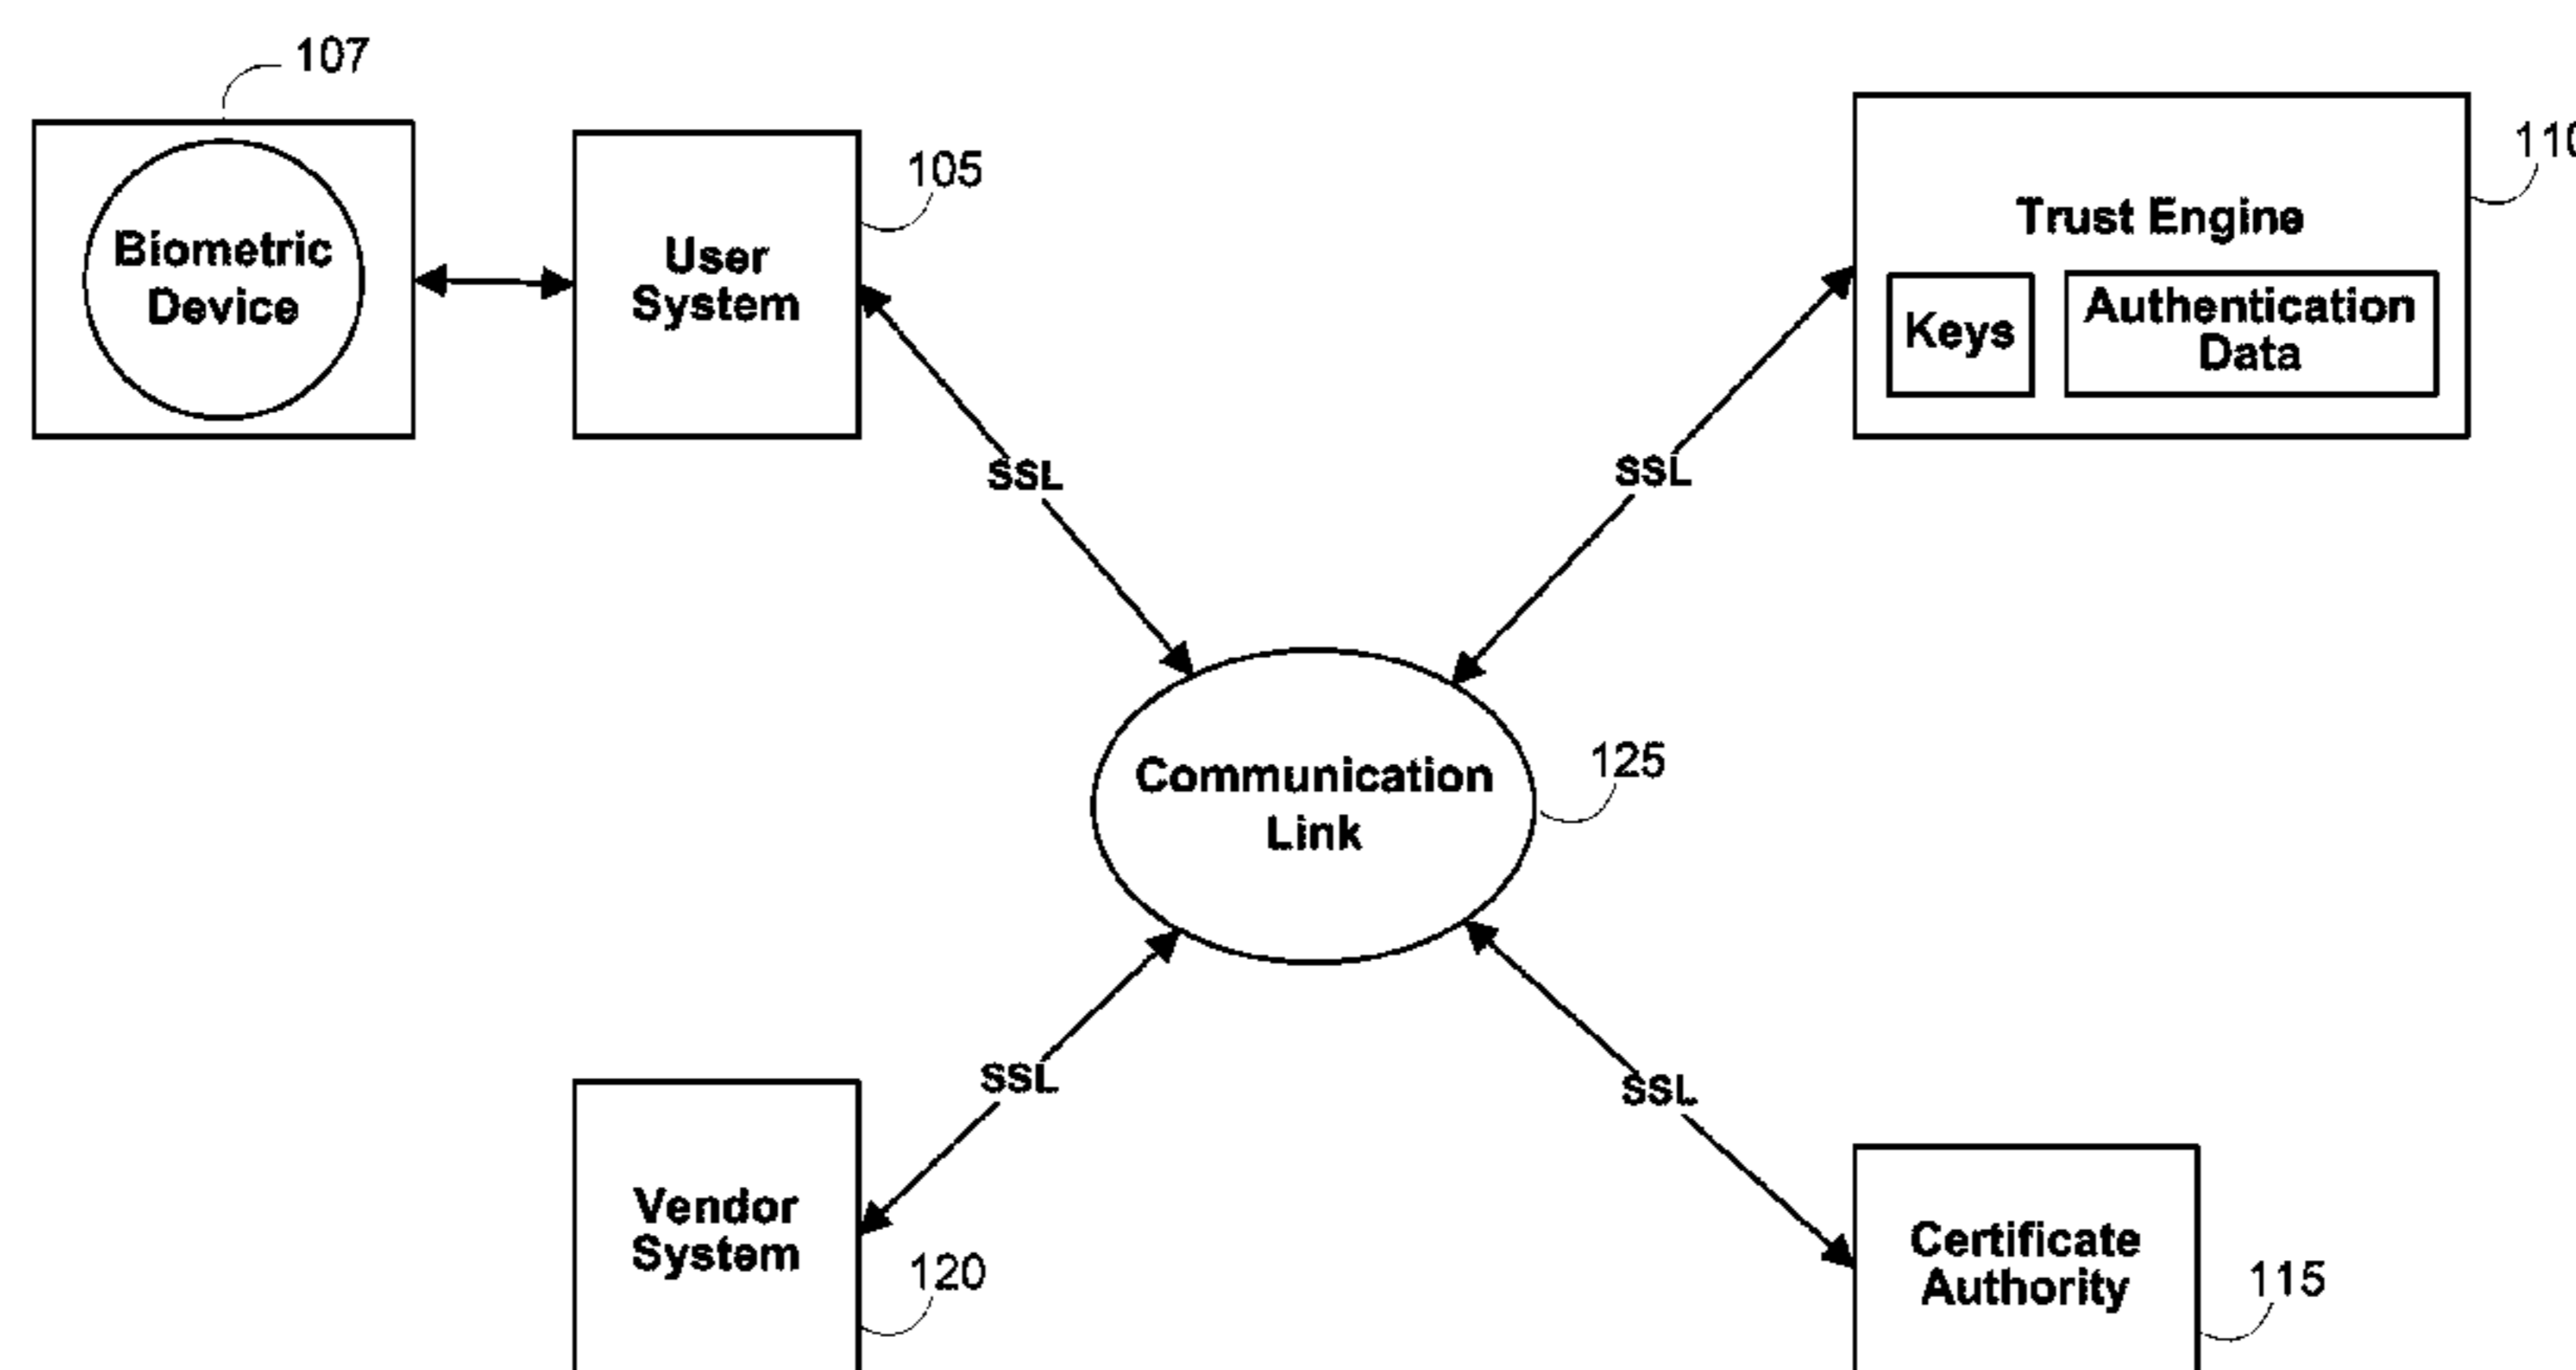 107
105
110
Biometric
Device
User
System
Trust Engine
Keys
Authentication
Data
SSL
SSL
Communication
Link
125
SSL
SSL
Vendor
System
120
Certificate
Authority
115